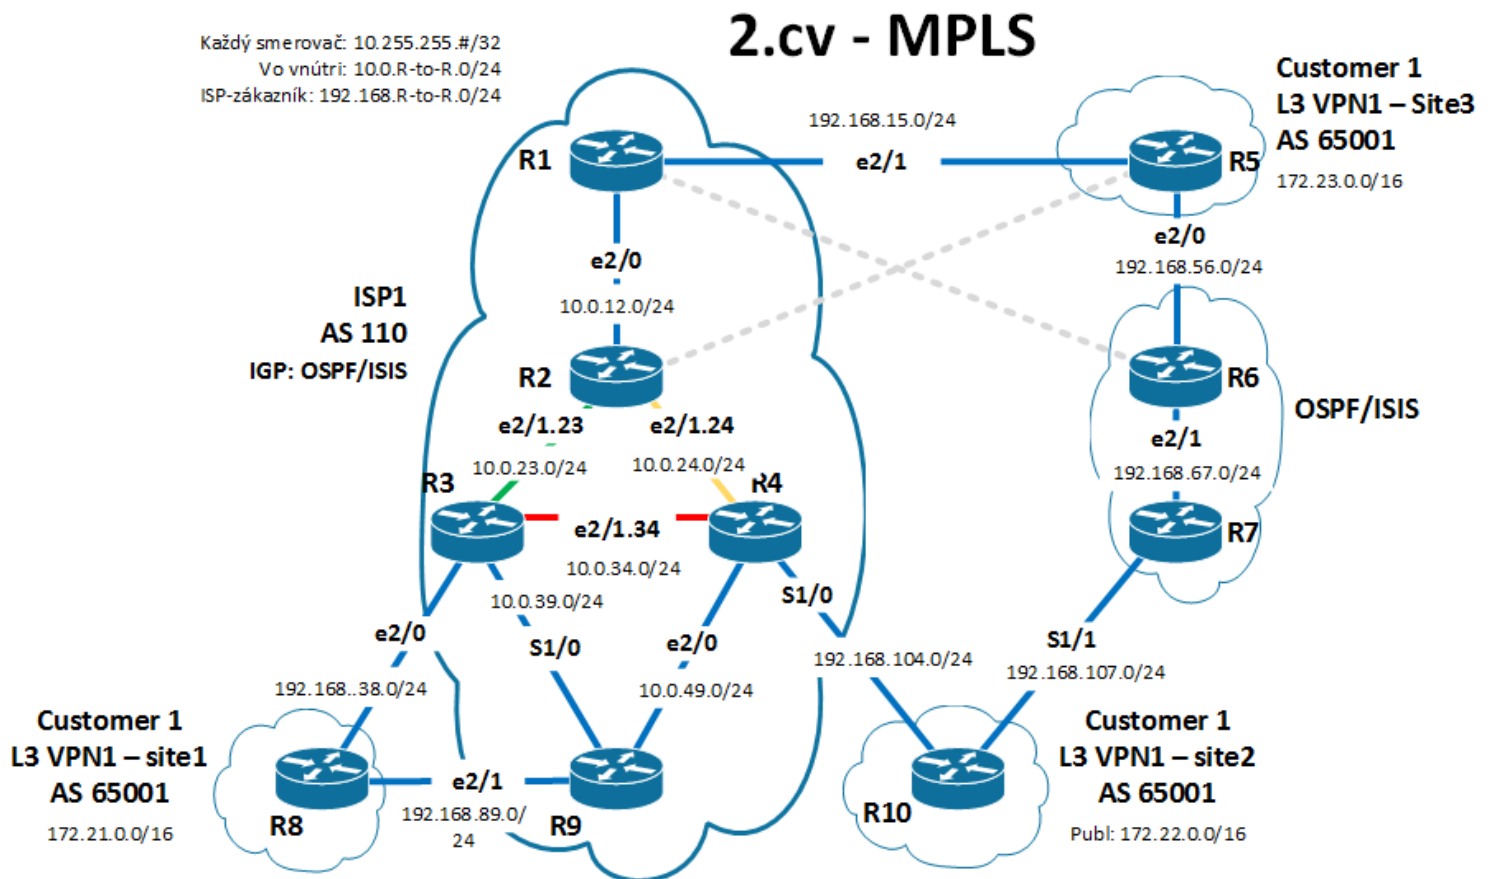 2.cv - MPLS
Každý smerovač: 10.255.255.#/32
Vo vnútri: 10.0.R-to-R.0/24
ISP-zákazník: 192.168.R-to-R.0/24
Customer 1
L3 VPN1 – Site3
AS 65001
172.23.0.0/16
192.168.15.0/24
R1
e2/1
R5
e2/0
192.168.56.0/24
e2/0
10.0.12.0/24
ISP1
AS 110
IGP: OSPF/ISIS
R2
R6
OSPF/ISIS
e2/1.23
e2/1.24
e2/1
10.0.23.0/24
10.0.24.0/24
192.168.67.0/24
R3
R4
e2/1.34
R7
10.0.34.0/24
10.0.39.0/24
S1/0
e2/0
S1/0
e2/0
S1/1
192.168..38.0/24
10.0.49.0/24
192.168.104.0/24
192.168.107.0/24
Customer 1
L3 VPN1 – site1
AS 65001
172.21.0.0/16
R8
e2/1
192.168.89.0/
24
R9
R10
Customer 1
L3 VPN1 – site2
AS 65001
Publ: 172.22.0.0/16